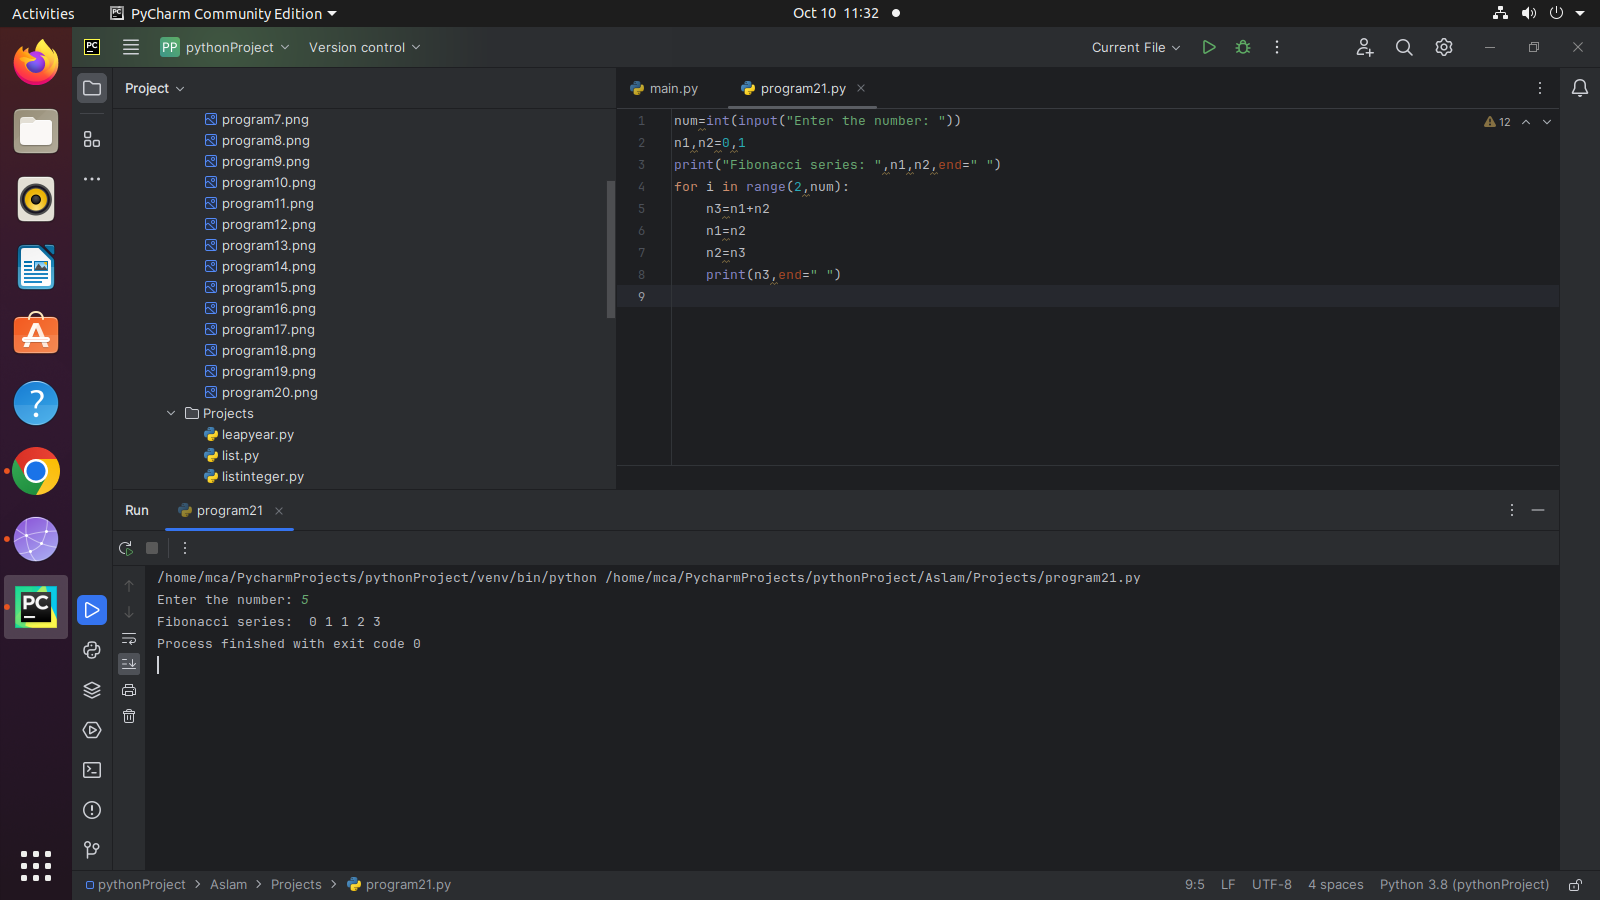 Activities PyCharm Community Edition Oct 10 11:32
PC PP pythonProject Version control Current File
Project
program7.png
program8.png
program9.png
program10.png
program11.png
program12.png
program13.png
program14.png
program15.png
program16.png
program17.png
program18.png
program19.png
program20.png
Projects
leapyear.py
list.py
listinteger.py
main.py program21.py
12
1 num=int(input("Enter the number: "))
2 n1,n2=0,1
3 print("Fibonacci series: ",n1,n2,end=" ")
4 for i in range(2,num):
5     n3=n1+n2
6     n1=n2
7     n2=n3
8     print(n3,end=" ")
9
Run program21
/home/mca/PycharmProjects/pythonProject/venv/bin/python /home/mca/PycharmProjects/pythonProject/Aslam/Projects/program21.py
Enter the number: 5
Fibonacci series:  0 1 1 2 3
Process finished with exit code 0
PC
pythonProject > Aslam > Projects > program21.py 9:5 LF UTF-8 4 spaces Python 3.8 (pythonProject)